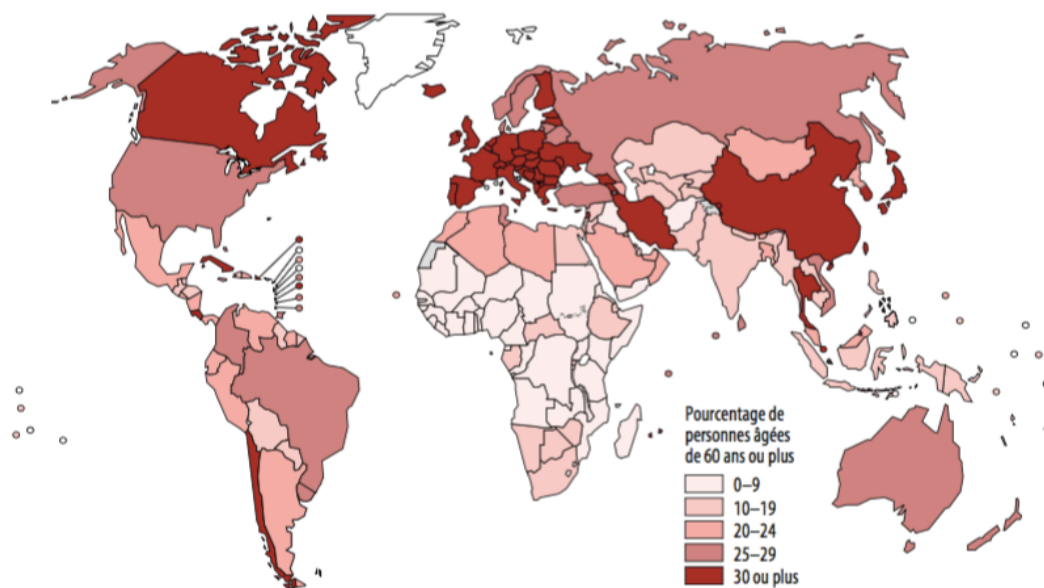 Pourcentage de
personnes âgées
de 60 ans ou plus
0–9
10–19
20–24
25–29
30 ou plus